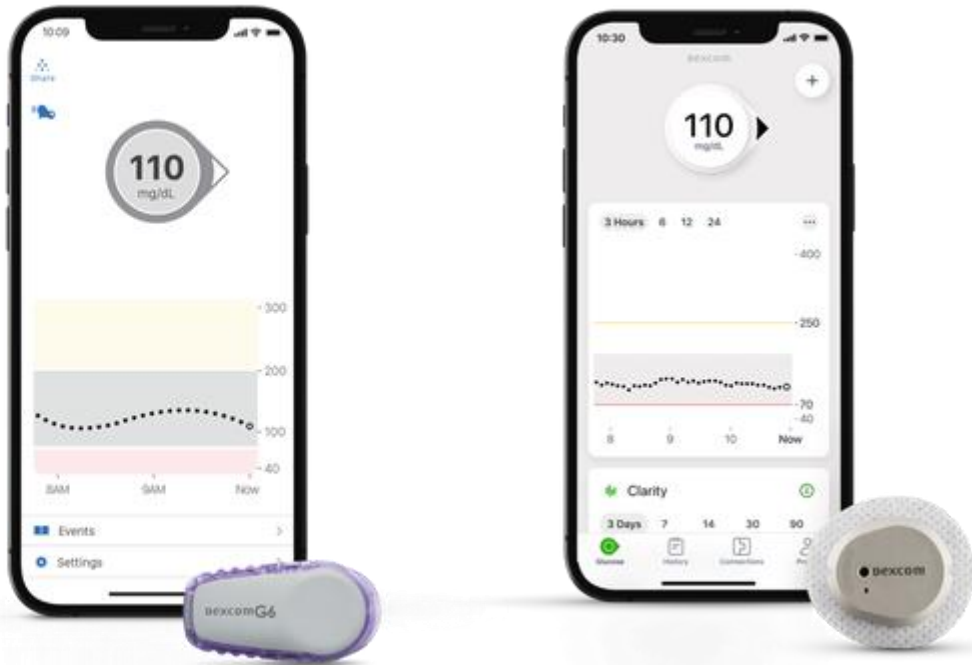 10:09
Share
110
mg/dL
300
200
100
40
8AM
9AM
Now
Events
Settings
Dexcom G6
10:30
DEXCOM
+
110
mg/dL
3 Hours 6 12 24
400
250
70
40
8 9 10 Now
Clarity
3 Days 7 14 30 90
Glucose
History
Connections
Dexcom